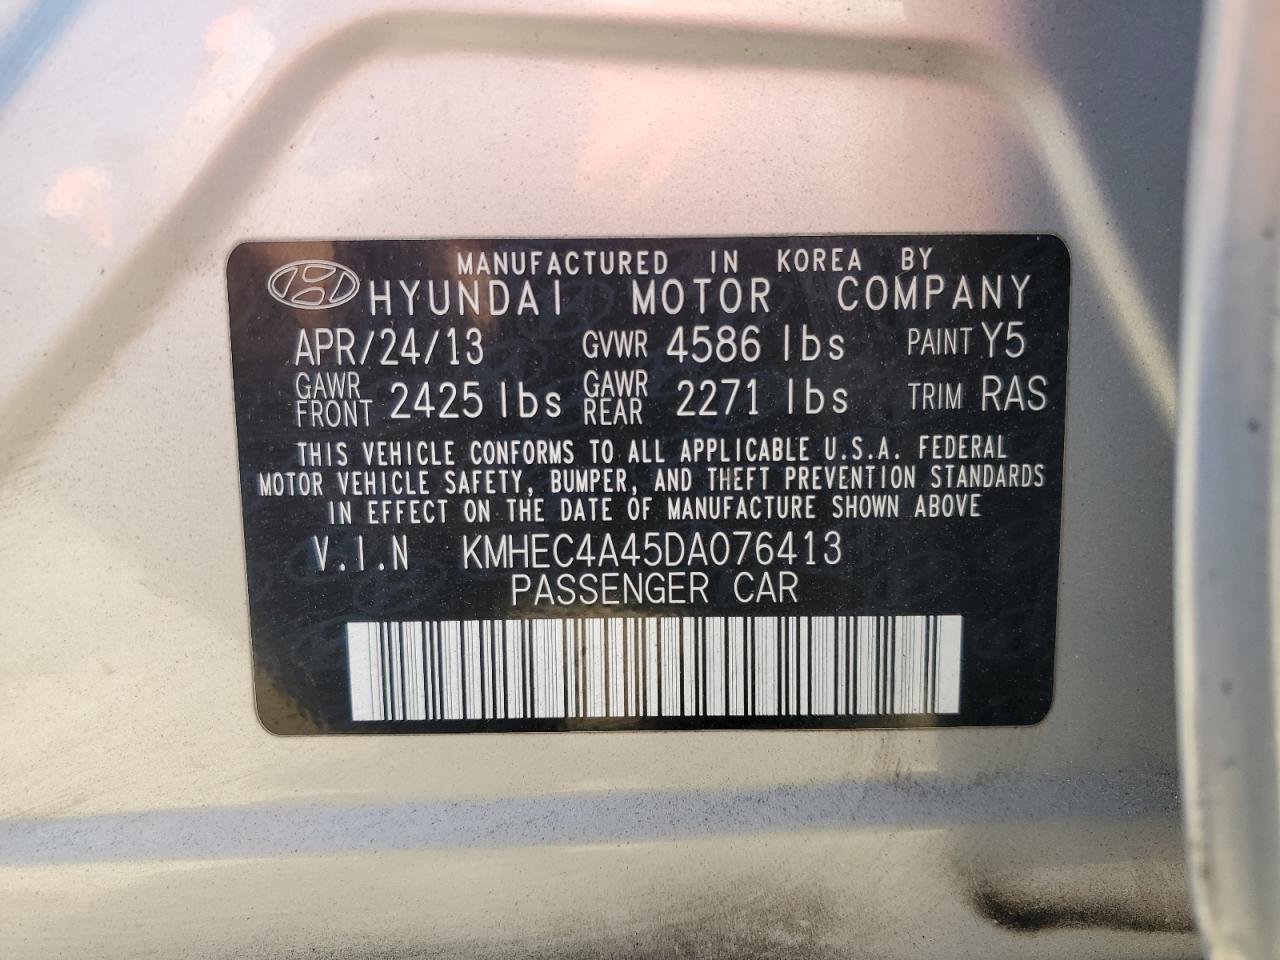 MANUFACTURED IN KOREA BY
HYUNDAI MOTOR COMPANY
APR/24/13 GVWR 4586 lbs PAINT Y5
GAWR FRONT 2425 lbs GAWR REAR 2271 lbs TRIM RAS
THIS VEHICLE CONFORMS TO ALL APPLICABLE U.S.A. FEDERAL
MOTOR VEHICLE SAFETY, BUMPER, AND THEFT PREVENTION STANDARDS
IN EFFECT ON THE DATE OF MANUFACTURE SHOWN ABOVE
V.I.N KMHEC4A45DA076413
PASSENGER CAR